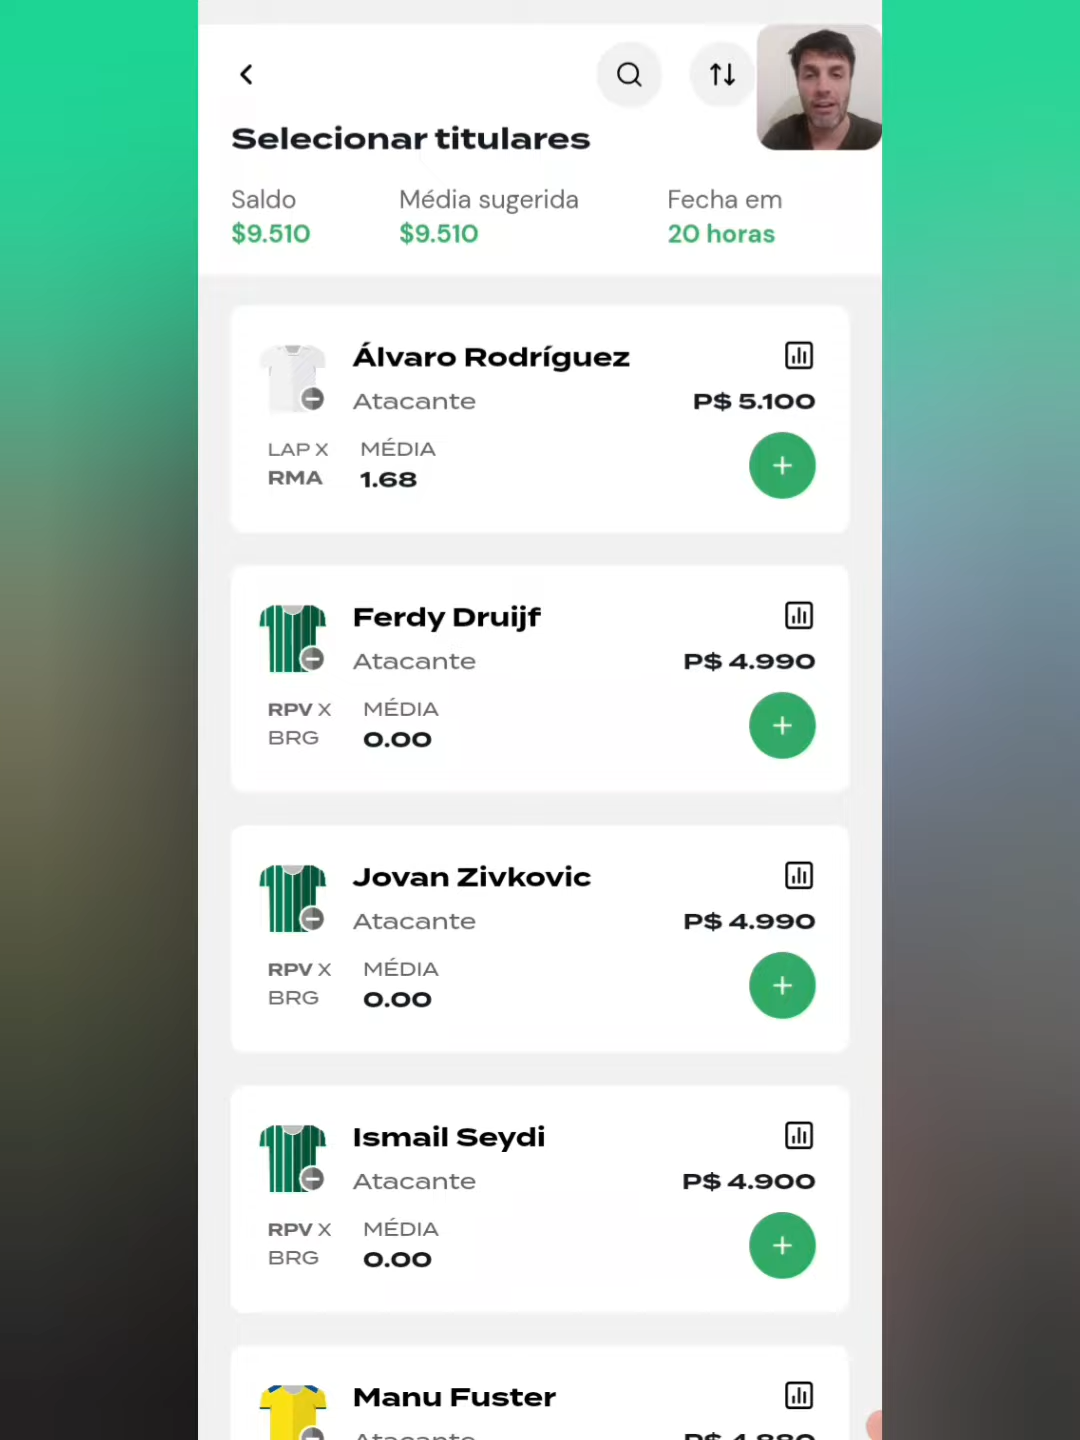 Selecionar titulares
Saldo
Média sugerida
Fecha em
$9.510
$9.510
20 horas
Álvaro Rodríguez
Atacante
P$ 5.100
LAP X
MÉDIA
RMA
1.68
Ferdy Druijf
Atacante
P$ 4.990
RPV X
MÉDIA
BRG
0.00
Jovan Zivkovic
Atacante
P$ 4.990
RPV X
MÉDIA
BRG
0.00
Ismail Seydi
Atacante
P$ 4.900
RPV X
MÉDIA
BRG
0.00
Manu Fuster
Atacante
P$ 4.880